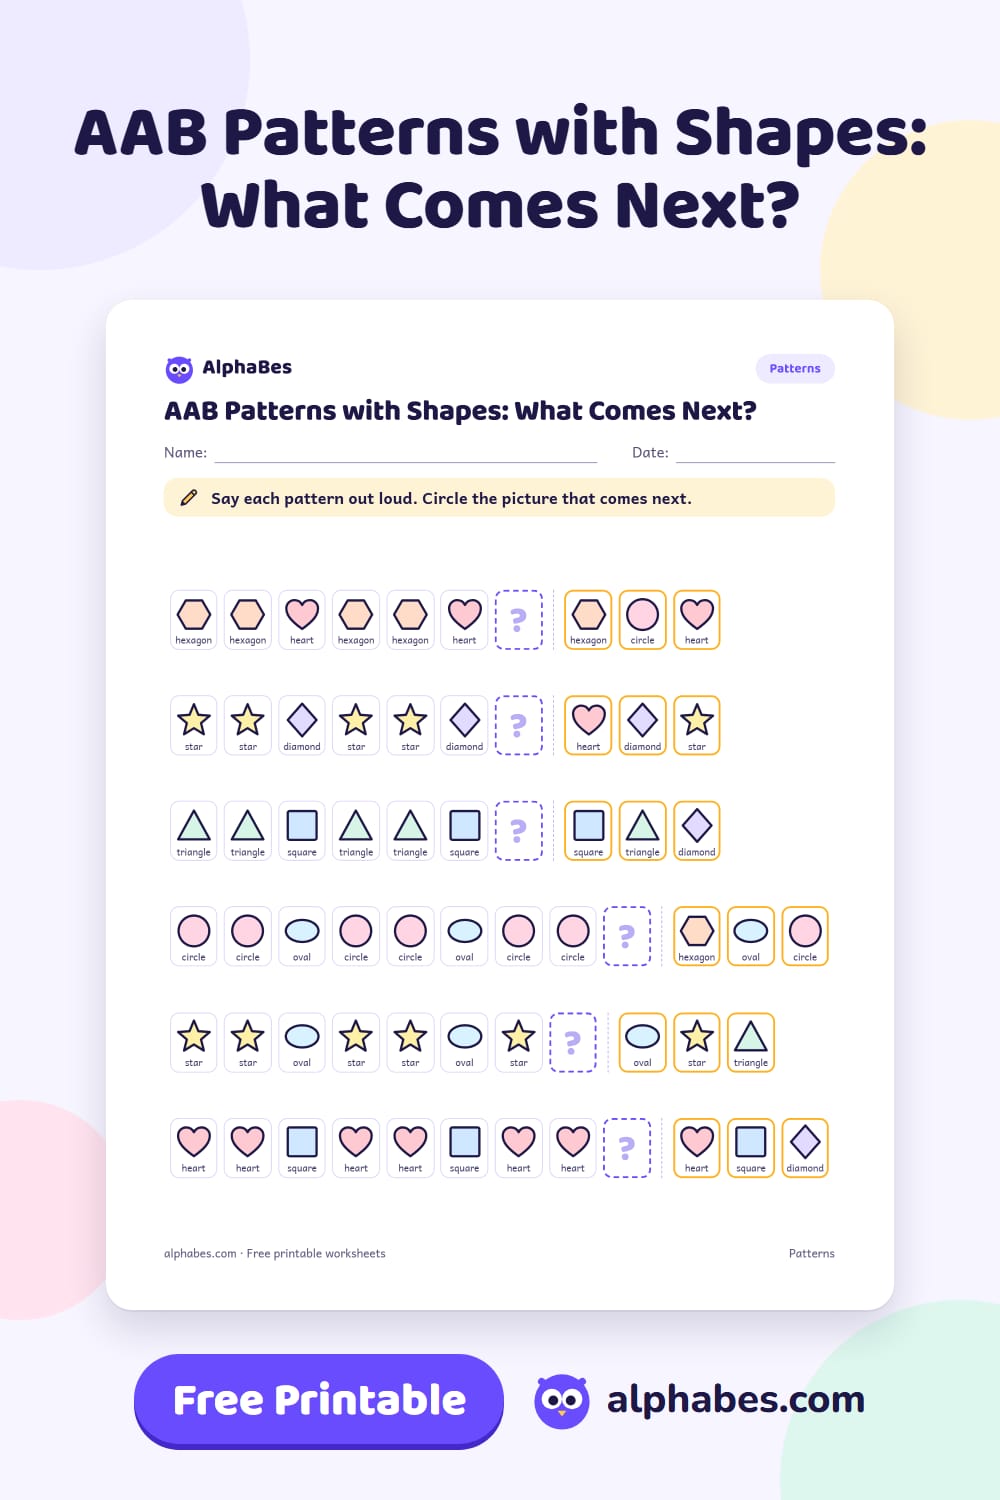 AAB Patterns with Shapes:
What Comes Next?
AlphaBes
Patterns
AAB Patterns with Shapes: What Comes Next?
Name: Date:
Say each pattern out loud. Circle the picture that comes next.
hexagon hexagon heart hexagon hexagon heart ? hexagon circle heart
star star diamond star star diamond ? heart diamond star
triangle triangle square triangle triangle square ? square triangle diamond
circle circle oval circle circle oval circle circle ? hexagon oval circle
star star oval star star oval star ? oval star triangle
heart heart square heart heart square heart heart ? heart square diamond
alphabes.com · Free printable worksheets Patterns
Free Printable
alphabes.com